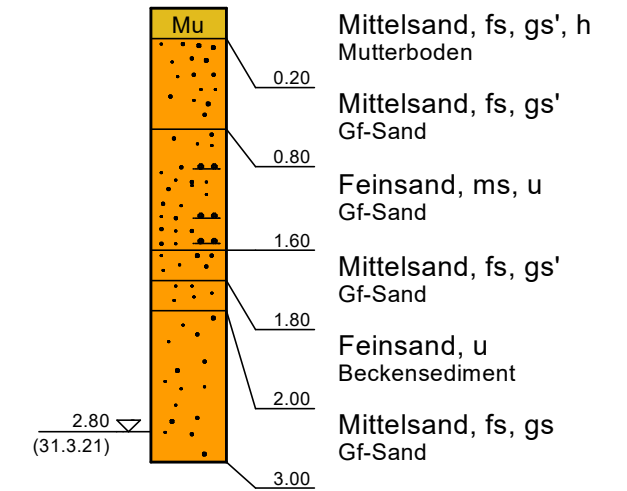 Mu
Mittelsand, fs, gs', h
Mutterboden
0.20
Mittelsand, fs, gs'
Gf-Sand
0.80
Feinsand, ms, u
Gf-Sand
1.60
Mittelsand, fs, gs'
Gf-Sand
1.80
Feinsand, u
Beckensediment
2.00
Mittelsand, fs, gs
Gf-Sand
2.80
(31.3.21)
3.00